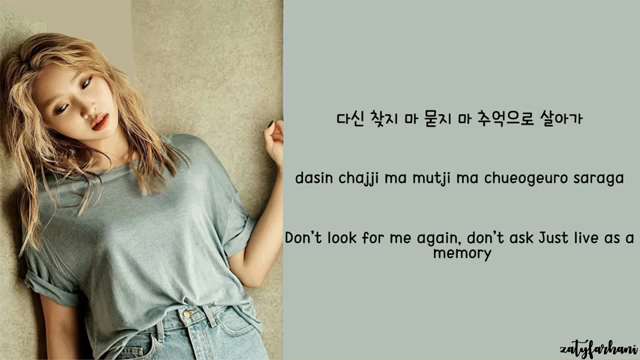 다신 찾지 마 묻지 마 추억으로 살아가
dasin chajji ma mutji ma chueogeuro saraga
Don't look for me again, don't ask Just live as a
memory
zatyfarhani